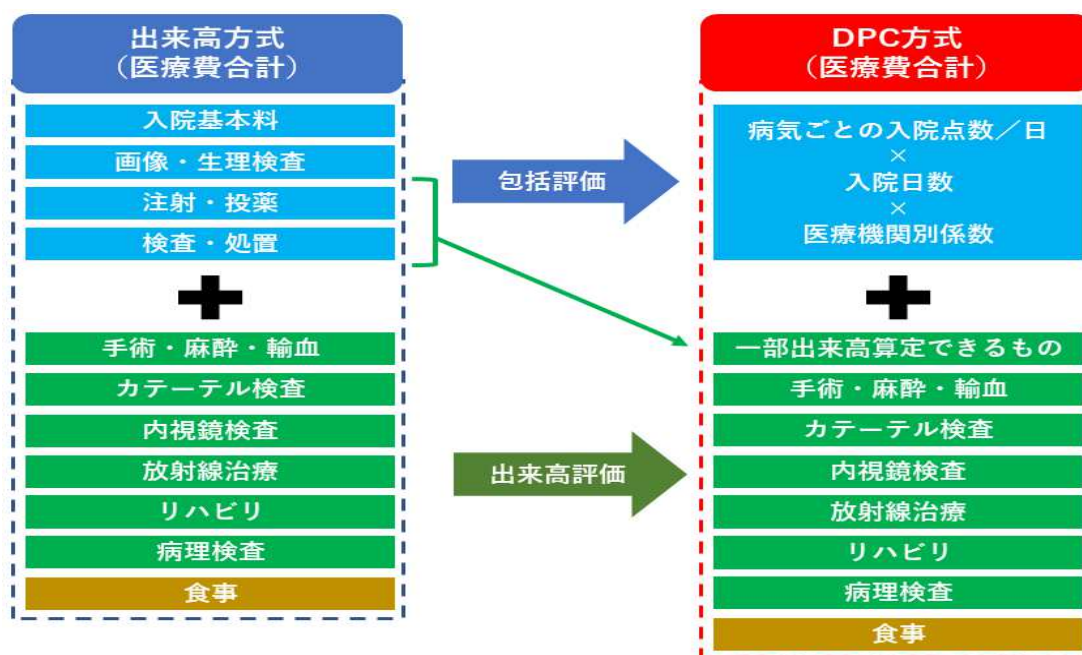 出来高方式
（医療費合計）
入院基本料
画像・生理検査
注射・投薬
検査・処置
手術・麻酔・輸血
カテーテル検査
内視鏡検査
放射線治療
リハビリ
病理検査
食事
包括評価
出来高評価
DPC方式
（医療費合計）
病気ごとの入院点数／日
×
入院日数
×
医療機関別係数
一部出来高算定できるもの
手術・麻酔・輸血
カテーテル検査
内視鏡検査
放射線治療
リハビリ
病理検査
食事